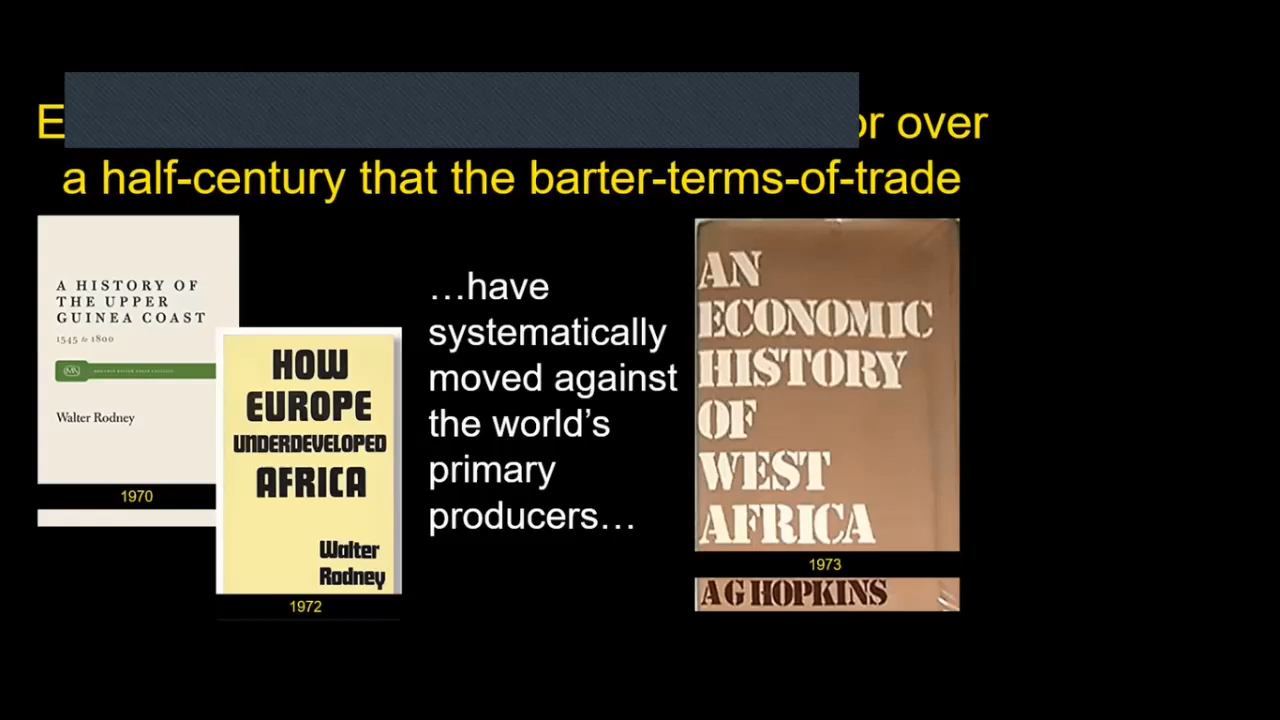 E
or over
a half-century that the barter-terms-of-trade
A HISTORY OF
THE UPPER
GUINEA COAST
1545 to 1800
Walter Rodney
1970
HOW
EUROPE
UNDERDEVELOPED
AFRICA
Walter
Rodney
1972
…have
systematically
moved against
the world’s
primary
producers…
AN
ECONOMIC
HISTORY
OF
WEST
AFRICA
1973
A G HOPKINS